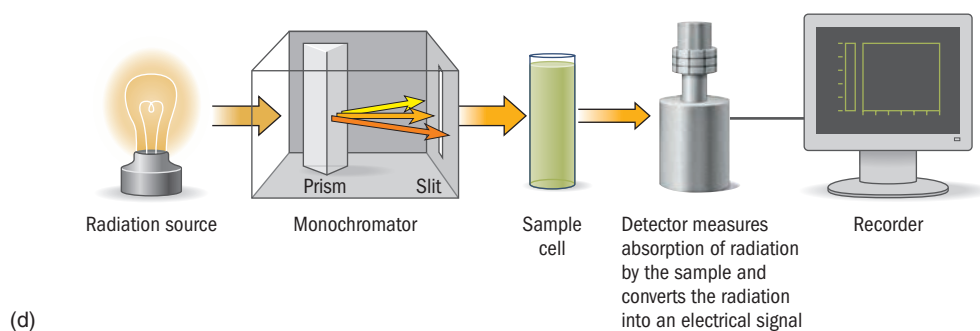 Prism
Slit
Radiation source
Monochromator
Sample
cell
Detector measures
absorption of radiation
by the sample and
converts the radiation
into an electrical signal
Recorder
(d)